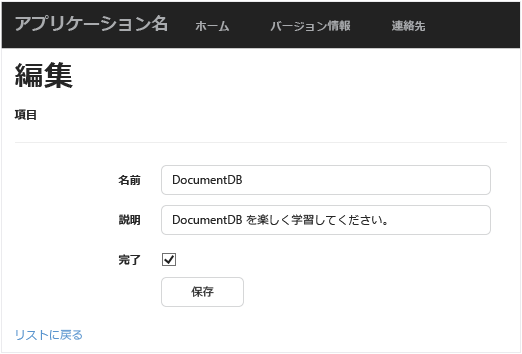 アプリケーション名 ホーム バージョン情報 連絡先
編集
項目
名前 DocumentDB
説明 DocumentDB を楽しく学習してください。
完了
保存
リストに戻る